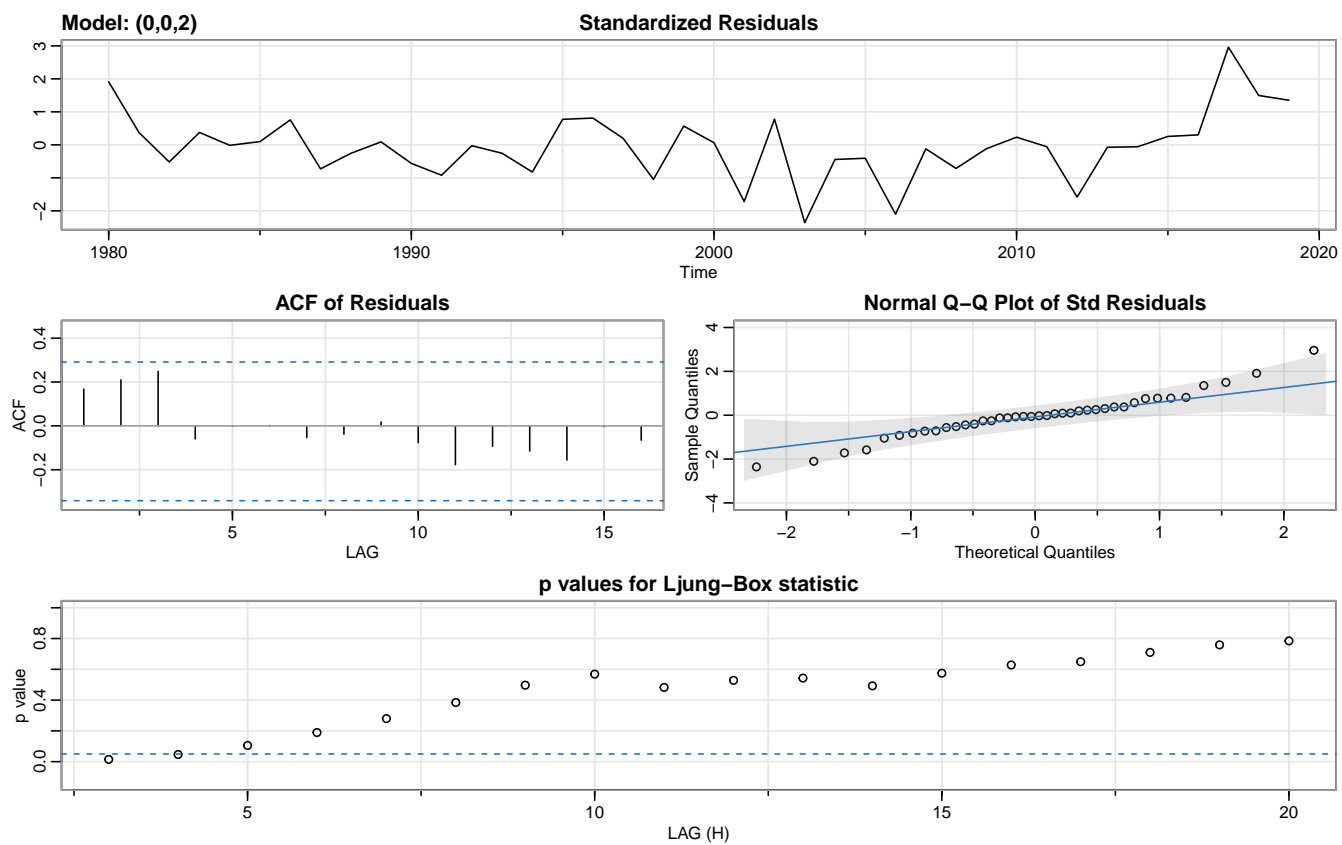 Model: (0,0,2)
Standardized Residuals
3
2
1
0
−2
1980 1990 2000 2010 2020
Time
ACF of Residuals
ACF
0.4
0.2
0.0
−0.2
5 10 15
LAG
Normal Q−Q Plot of Std Residuals
Sample Quantiles
4
2
0
−2
−4
−2 −1 0 1 2
Theoretical Quantiles
p values for Ljung−Box statistic
p value
0.8
0.4
0.0
5 10 15 20
LAG (H)